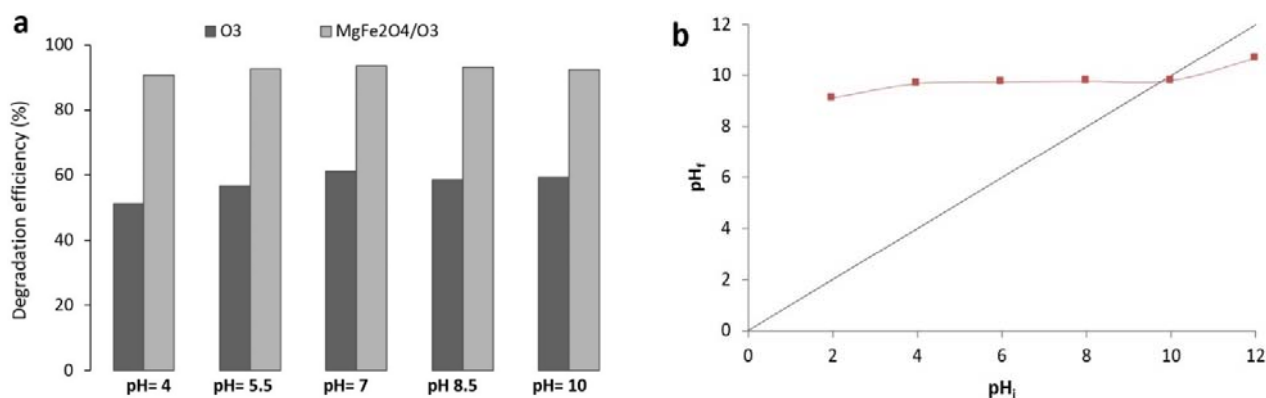 a
O3
MgFe2O4/O3
Degradation efficiency (%)
100
80
60
40
20
0
pH= 4
pH= 5.5
pH= 7
pH 8.5
pH= 10
b
pHf
12
10
8
6
4
2
0
0
2
4
6
8
10
12
pHi